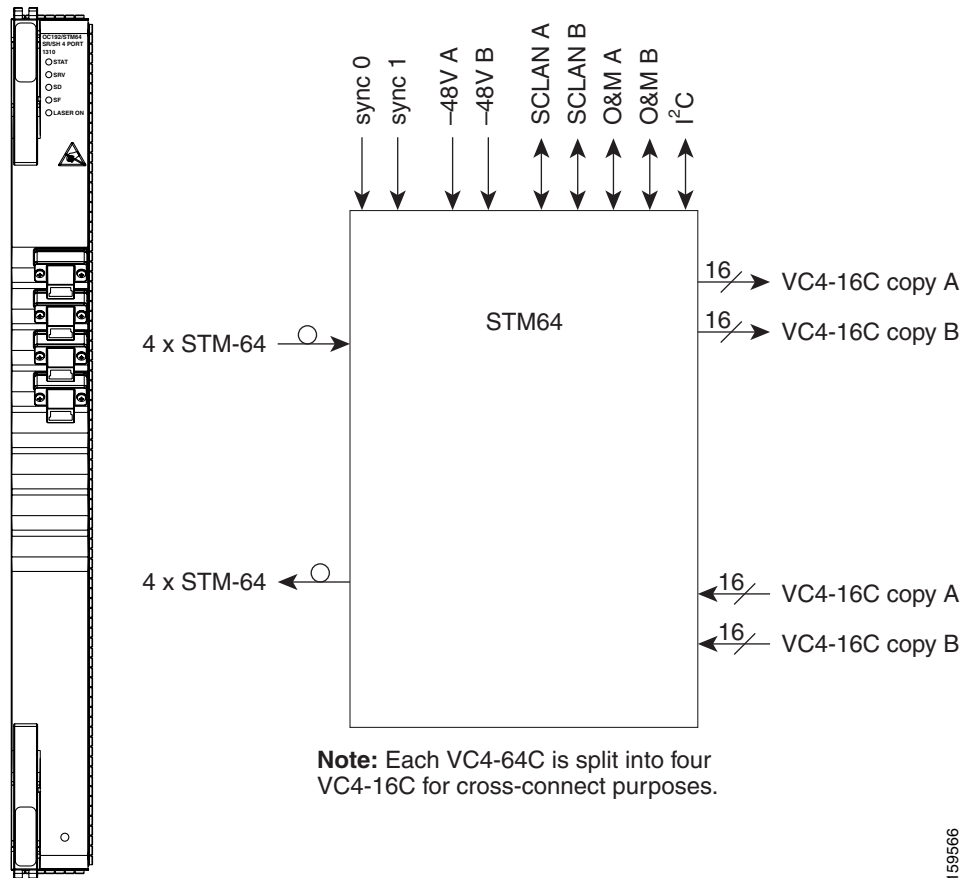 OC192/STM64
SR/SH 4 PORT
1310
STAT
SRV
SD
SF
LASER ON
sync 0
sync 1
–48V A
–48V B
SCLAN A
SCLAN B
O&M A
O&M B
I²C
STM64
4 x STM-64
4 x STM-64
16
VC4-16C copy A
16
VC4-16C copy B
16
VC4-16C copy A
16
VC4-16C copy B
Note: Each VC4-64C is split into four
VC4-16C for cross-connect purposes.
159566